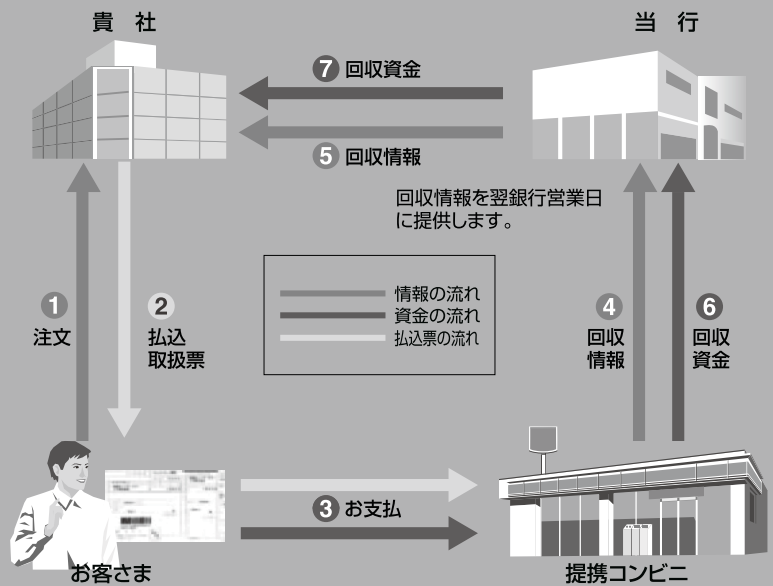 貴 社
当 行
7 回収資金
5 回収情報
回収情報を翌銀行営業日
に提供します。
1
注文
2
払込
取扱票
情報の流れ
資金の流れ
払込票の流れ
4
回収
情報
6
回収
資金
3 お支払
お客さま
提携コンビニ